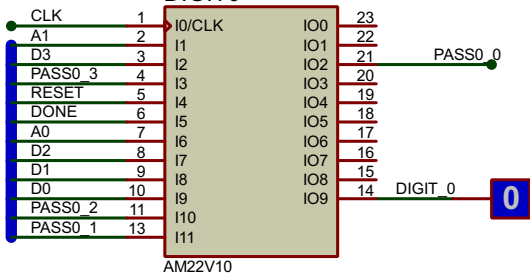 CLK 1 I0/CLK IO0 23
A1 2 I1 IO1 22
D3 3 I2 IO2 21 PASS0_0
PASS0_3 4 I3 IO3 20
RESET 5 I4 IO4 19
DONE 6 I5 IO5 18
A0 7 I6 IO6 17
D2 8 I7 IO7 16
D1 9 I8 IO8 15
D0 10 I9 IO9 14 DIGIT_0 0
PASS0_2 11 I10
PASS0_1 13 I11
AM22V10